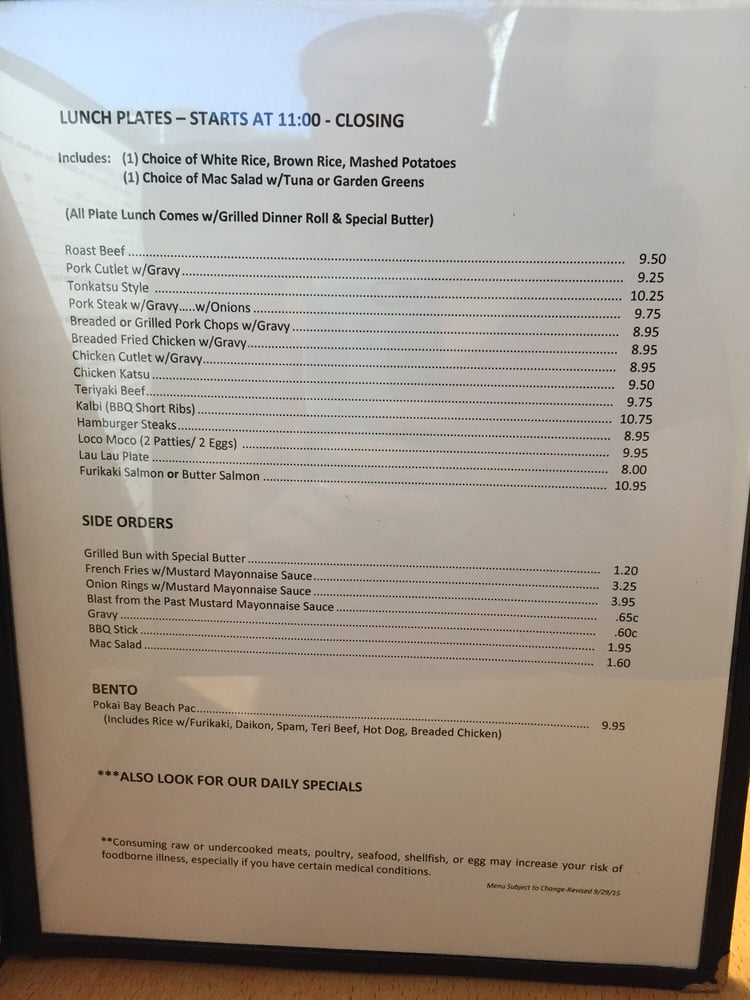 LUNCH PLATES – STARTS AT 11:00 - CLOSING
Includes: (1) Choice of White Rice, Brown Rice, Mashed Potatoes
(1) Choice of Mac Salad w/Tuna or Garden Greens
(All Plate Lunch Comes w/Grilled Dinner Roll & Special Butter)
Roast Beef 9.50
Pork Cutlet w/Gravy 9.25
Tonkatsu Style 10.25
Pork Steak w/Gravy.....w/Onions 9.75
Breaded or Grilled Pork Chops w/Gravy 8.95
Breaded Fried Chicken w/Gravy 8.95
Chicken Cutlet w/Gravy 8.95
Chicken Katsu 9.50
Teriyaki Beef 9.75
Kalbi (BBQ Short Ribs) 10.75
Hamburger Steaks 8.95
Loco Moco (2 Patties/ 2 Eggs) 9.95
Lau Lau Plate 8.00
Furikaki Salmon or Butter Salmon 10.95
SIDE ORDERS
Grilled Bun with Special Butter 1.20
French Fries w/Mustard Mayonnaise Sauce 3.25
Onion Rings w/Mustard Mayonnaise Sauce 3.95
Blast from the Past Mustard Mayonnaise Sauce .65c
Gravy .60c
BBQ Stick 1.95
Mac Salad 1.60
BENTO
Pokai Bay Beach Pac 9.95
(Includes Rice w/Furikaki, Daikon, Spam, Teri Beef, Hot Dog, Breaded Chicken)
***ALSO LOOK FOR OUR DAILY SPECIALS
**Consuming raw or undercooked meats, poultry, seafood, shellfish, or egg may increase your risk of
foodborne illness, especially if you have certain medical conditions.
Menu Subject to Change-Revised 9/29/15